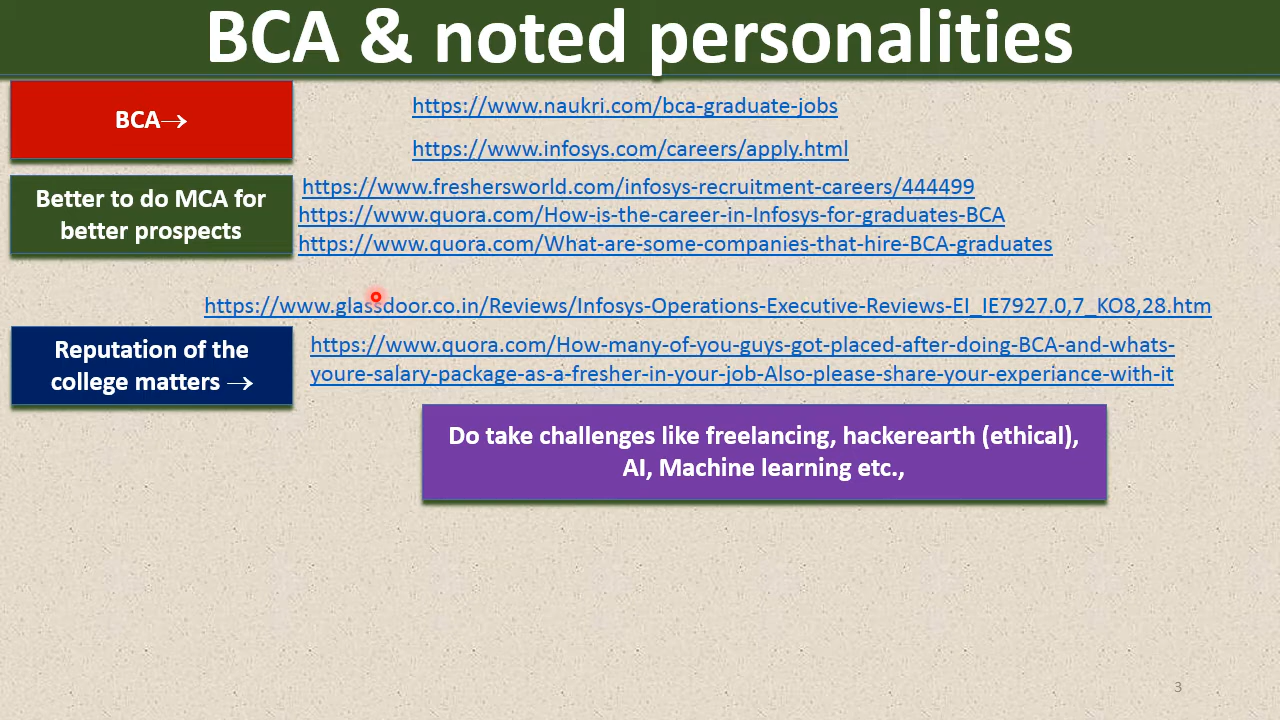 BCA & noted personalities
BCA→
https://www.naukri.com/bca-graduate-jobs
https://www.infosys.com/careers/apply.html
Better to do MCA for
better prospects
https://www.freshersworld.com/infosys-recruitment-careers/444499
https://www.quora.com/How-is-the-career-in-Infosys-for-graduates-BCA
https://www.quora.com/What-are-some-companies-that-hire-BCA-graduates
https://www.glassdoor.co.in/Reviews/Infosys-Operations-Executive-Reviews-EI_IE7927.0,7_KO8,28.htm
Reputation of the
college matters →
https://www.quora.com/How-many-of-you-guys-got-placed-after-doing-BCA-and-whats-
youre-salary-package-as-a-fresher-in-your-job-Also-please-share-your-experiance-with-it
Do take challenges like freelancing, hackerearth (ethical),
AI, Machine learning etc.,
3